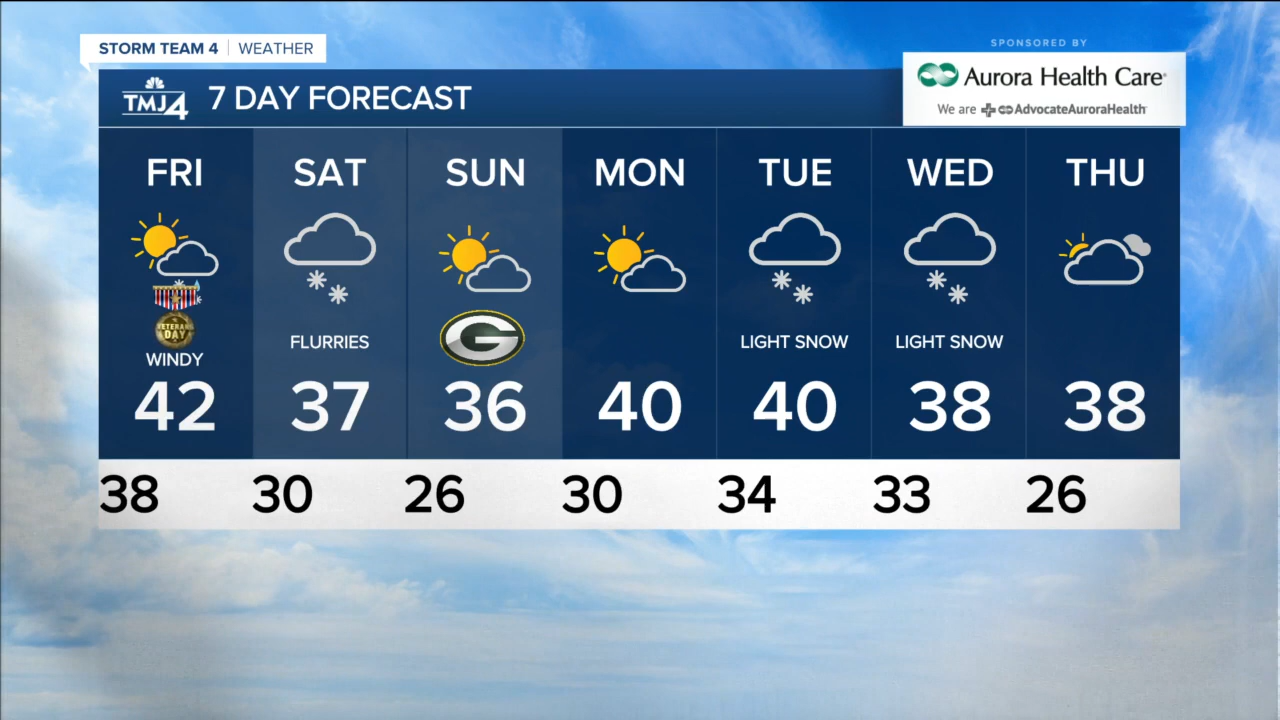 STORM TEAM 4 | WEATHER
SPONSORED BY
Aurora Health Care
We are AdvocateAuroraHealth
TMJ4 7 DAY FORECAST
FRI SAT SUN MON TUE WED THU
VETERANS DAY
G
WINDY FLURRIES LIGHT SNOW LIGHT SNOW
42 37 36 40 40 38 38
38 30 26 30 34 33 26